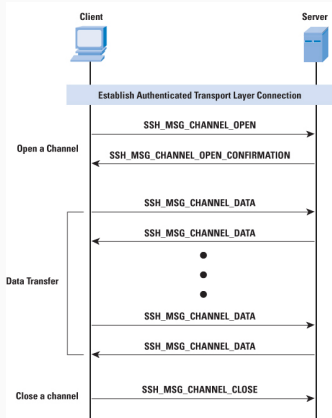 Client
Server
Establish Authenticated Transport Layer Connection
SSH_MSG_CHANNEL_OPEN
Open a Channel
SSH_MSG_CHANNEL_OPEN_CONFIRMATION
SSH_MSG_CHANNEL_DATA
SSH_MSG_CHANNEL_DATA
Data Transfer
SSH_MSG_CHANNEL_DATA
SSH_MSG_CHANNEL_DATA
SSH_MSG_CHANNEL_CLOSE
Close a channel